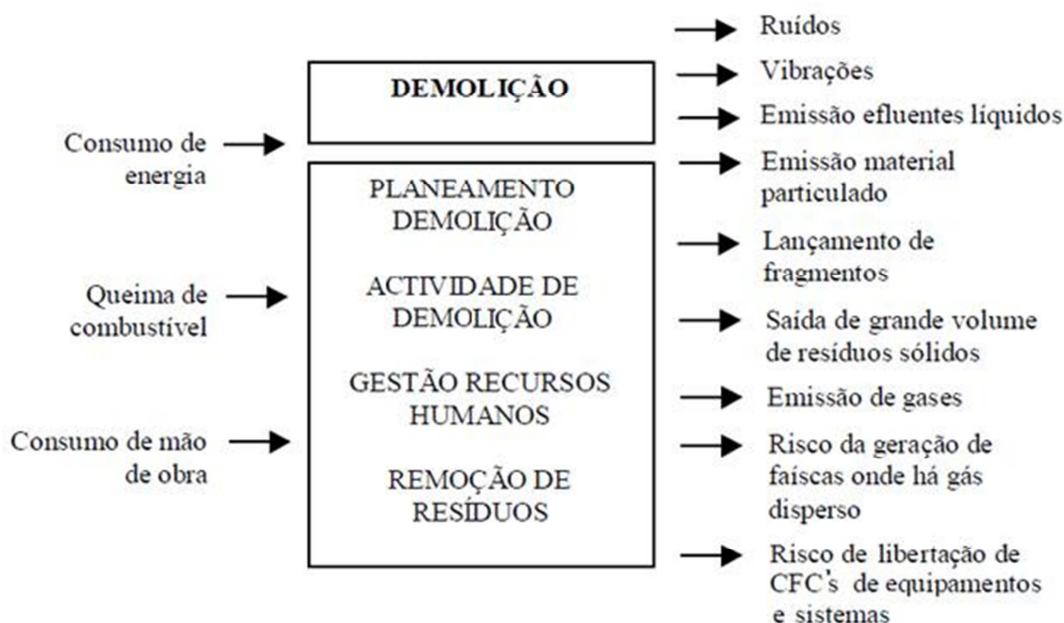 Consumo de
energia
Queima de
combustível
Consumo de mão
de obra
DEMOLIÇÃO
PLANEAMENTO
DEMOLIÇÃO
ACTIVIDADE DE
DEMOLIÇÃO
GESTÃO RECURSOS
HUMANOS
REMOÇÃO DE
RESÍDUOS
Ruídos
Vibrações
Emissão efluentes líquidos
Emissão material
particulado
Lançamento de
fragmentos
Saída de grande volume
de resíduos sólidos
Emissão de gases
Risco da geração de
faíscas onde há gás
disperso
Risco de libertação de
CFC's de equipamentos
e sistemas